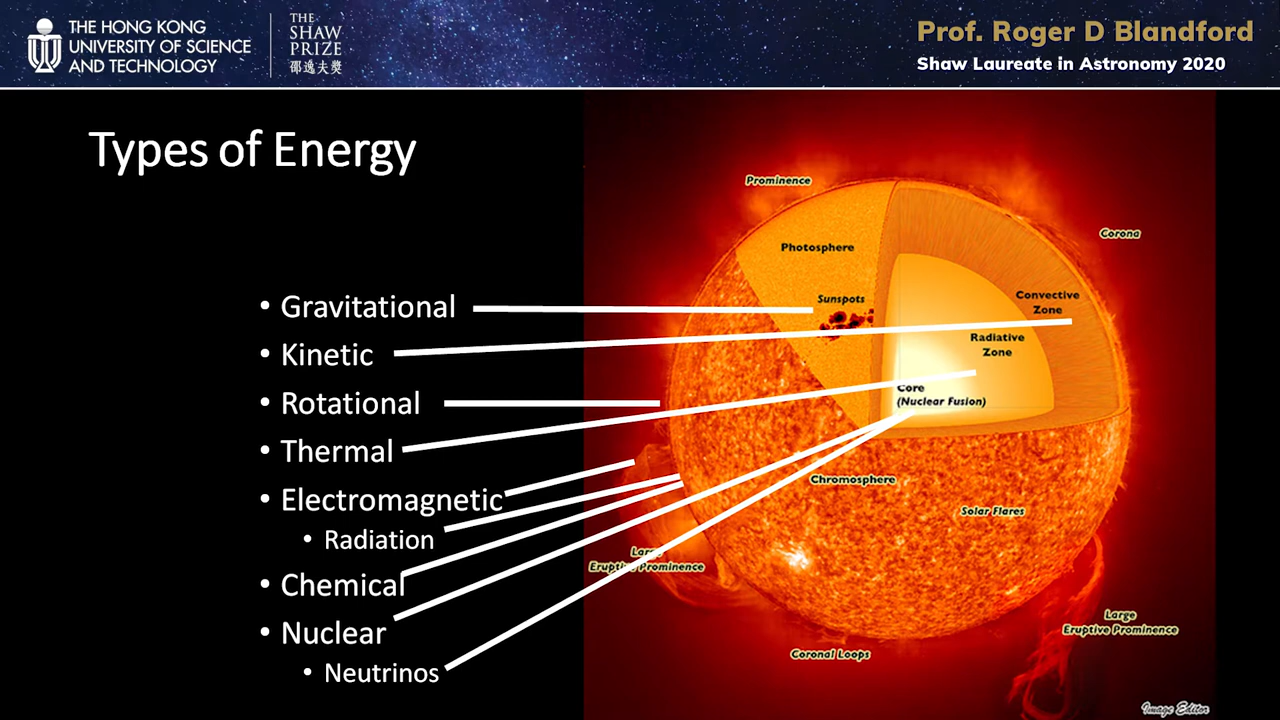 THE HONG KONG
UNIVERSITY OF SCIENCE
AND TECHNOLOGY
THE
SHAW
PRIZE
邵逸夫獎
Prof. Roger D Blandford
Shaw Laureate in Astronomy 2020
Types of Energy
• Gravitational
• Kinetic
• Rotational
• Thermal
• Electromagnetic
• Radiation
• Chemical
• Nuclear
• Neutrinos
Prominence
Corona
Photosphere
Sunspots
Convective
Zone
Radiative
Zone
Core
(Nuclear Fusion)
Chromosphere
Solar Flares
Large
Eruptive Prominence
Large
Eruptive Prominence
Coronal Loops
Image Editor